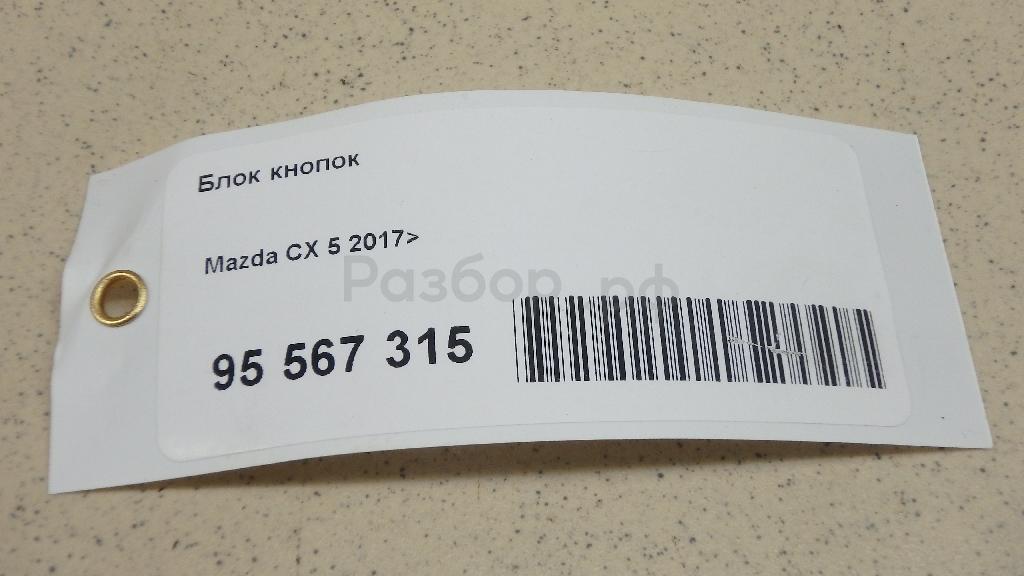 Блок кнопок
Mazda CX 5 2017>
Разбор.рф
95 567 315